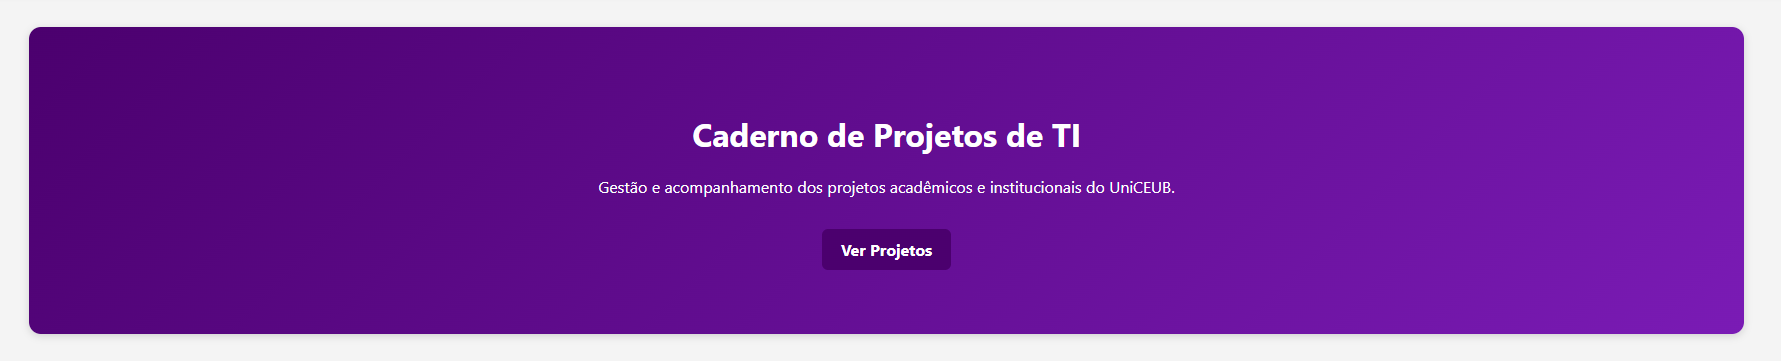 Caderno de Projetos de TI
Gestão e acompanhamento dos projetos acadêmicos e institucionais do UniCEUB.
Ver Projetos